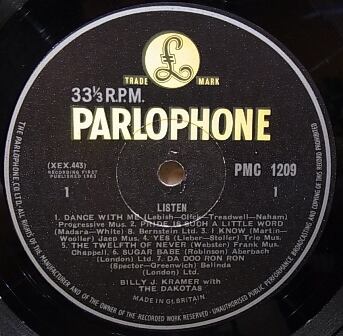 £
TRADE MARK
33⅓ R.P.M.
PARLOPHONE
(XEX.443)
RECORDING FIRST
PUBLISHED 1963
PMC 1209
1
1
LISTEN
1. DANCE WITH ME (Lebish—Glick—Treadwell—Naham)
Progressive Mus. 2. PRIDE IS SUCH A LITTLE WORD
(Madara—White) B. Bernstein Ltd. 3. I KNOW (Martin—
Wooller) Jaep Mus. 4. YES (Lieber—Stoller) Trio Mus.
5. THE TWELFTH OF NEVER (Webster) Frank Mus.
Chappell. 6. SUGAR BABE (Robison) Aberbach
(London) Ltd. 7. DA DOO RON RON
(Spector—Greenwich) Belinda
(London) Ltd.
BILLY J. KRAMER with
THE DAKOTAS
MADE IN Gt. BRITAIN
THE PARLOPHONE CO. LTD. ALL RIGHTS OF THE MANUFACTURER AND OF THE OWNER OF THE RECORDED WORK RESERVED. UNAUTHORISED PUBLIC PERFORMANCE, BROADCASTING AND COPYING OF THIS RECORD PROHIBITED